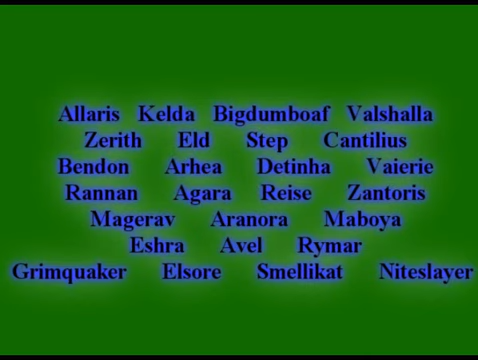 Allaris Kelda Bigdumboaf Valshalla
Zerith Eld Step Cantilius
Bendon Arhea Detinha Vaierie
Rannan Agara Reise Zantoris
Magerav Aranora Maboya
Eshra Avel Rymar
Grimquaker Elsore Smellikat Niteslayer